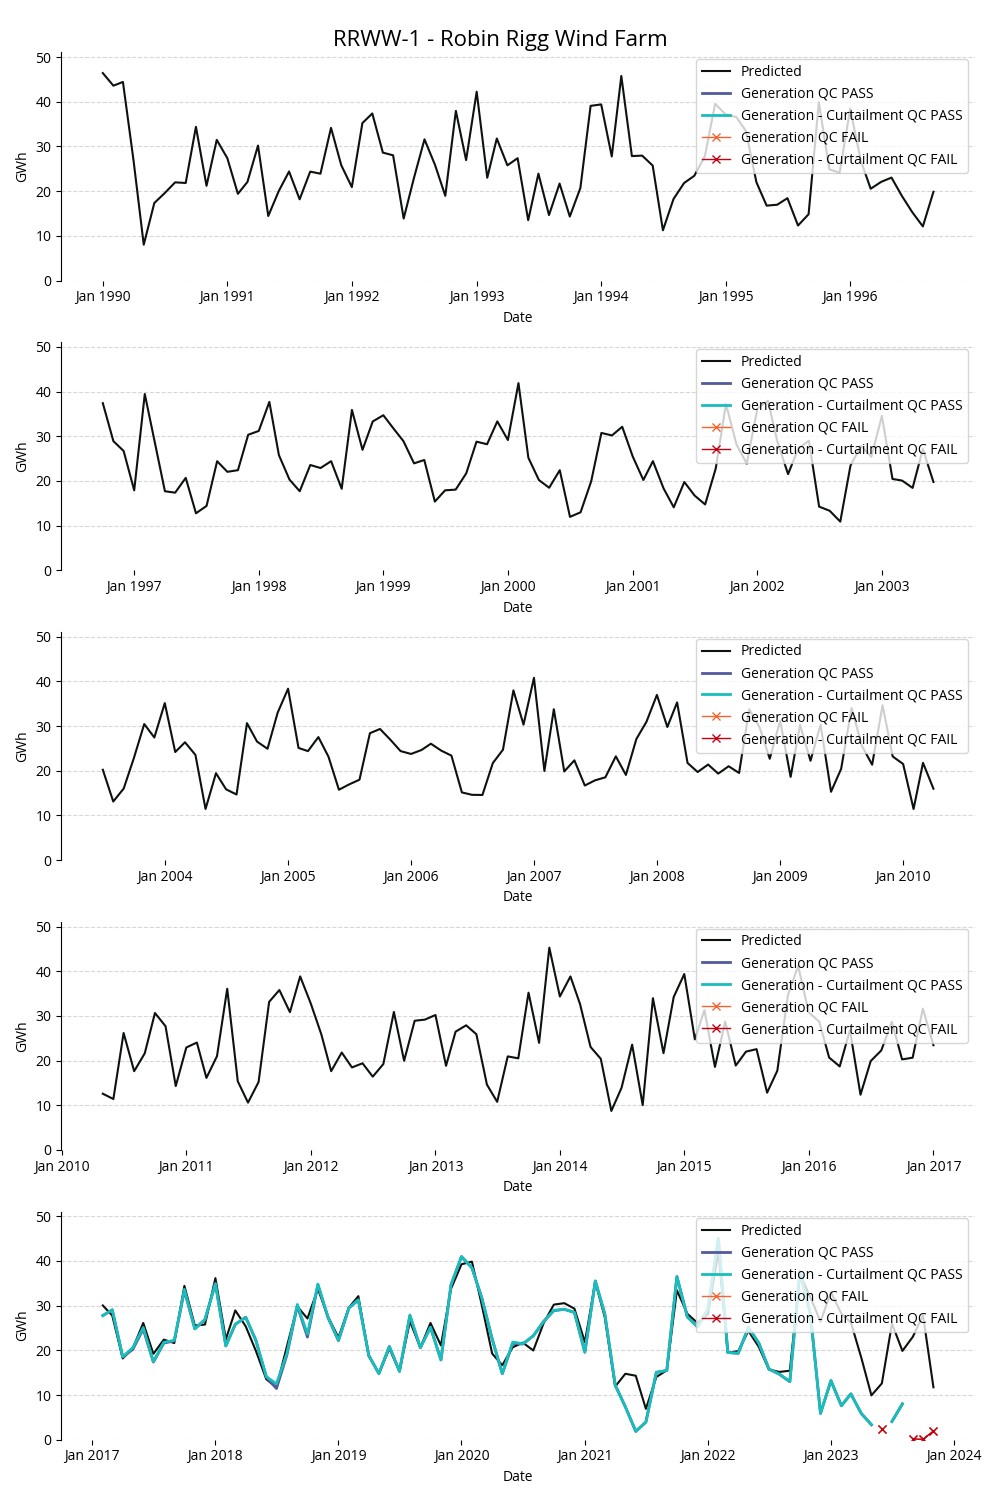 RRWW-1 - Robin Rigg Wind Farm
50
40
30
20
10
0
GWh
Predicted
Generation QC PASS
Generation - Curtailment QC PASS
Generation QC FAIL
Generation - Curtailment QC FAIL
Jan 1990 Jan 1991 Jan 1992 Jan 1993 Jan 1994 Jan 1995 Jan 1996
Date
50
40
30
20
10
0
GWh
Predicted
Generation QC PASS
Generation - Curtailment QC PASS
Generation QC FAIL
Generation - Curtailment QC FAIL
Jan 1997 Jan 1998 Jan 1999 Jan 2000 Jan 2001 Jan 2002 Jan 2003
Date
50
40
30
20
10
0
GWh
Predicted
Generation QC PASS
Generation - Curtailment QC PASS
Generation QC FAIL
Generation - Curtailment QC FAIL
Jan 2004 Jan 2005 Jan 2006 Jan 2007 Jan 2008 Jan 2009 Jan 2010
Date
50
40
30
20
10
0
GWh
Predicted
Generation QC PASS
Generation - Curtailment QC PASS
Generation QC FAIL
Generation - Curtailment QC FAIL
Jan 2010 Jan 2011 Jan 2012 Jan 2013 Jan 2014 Jan 2015 Jan 2016 Jan 2017
Date
50
40
30
20
10
0
GWh
Predicted
Generation QC PASS
Generation - Curtailment QC PASS
Generation QC FAIL
Generation - Curtailment QC FAIL
Jan 2017 Jan 2018 Jan 2019 Jan 2020 Jan 2021 Jan 2022 Jan 2023 Jan 2024
Date